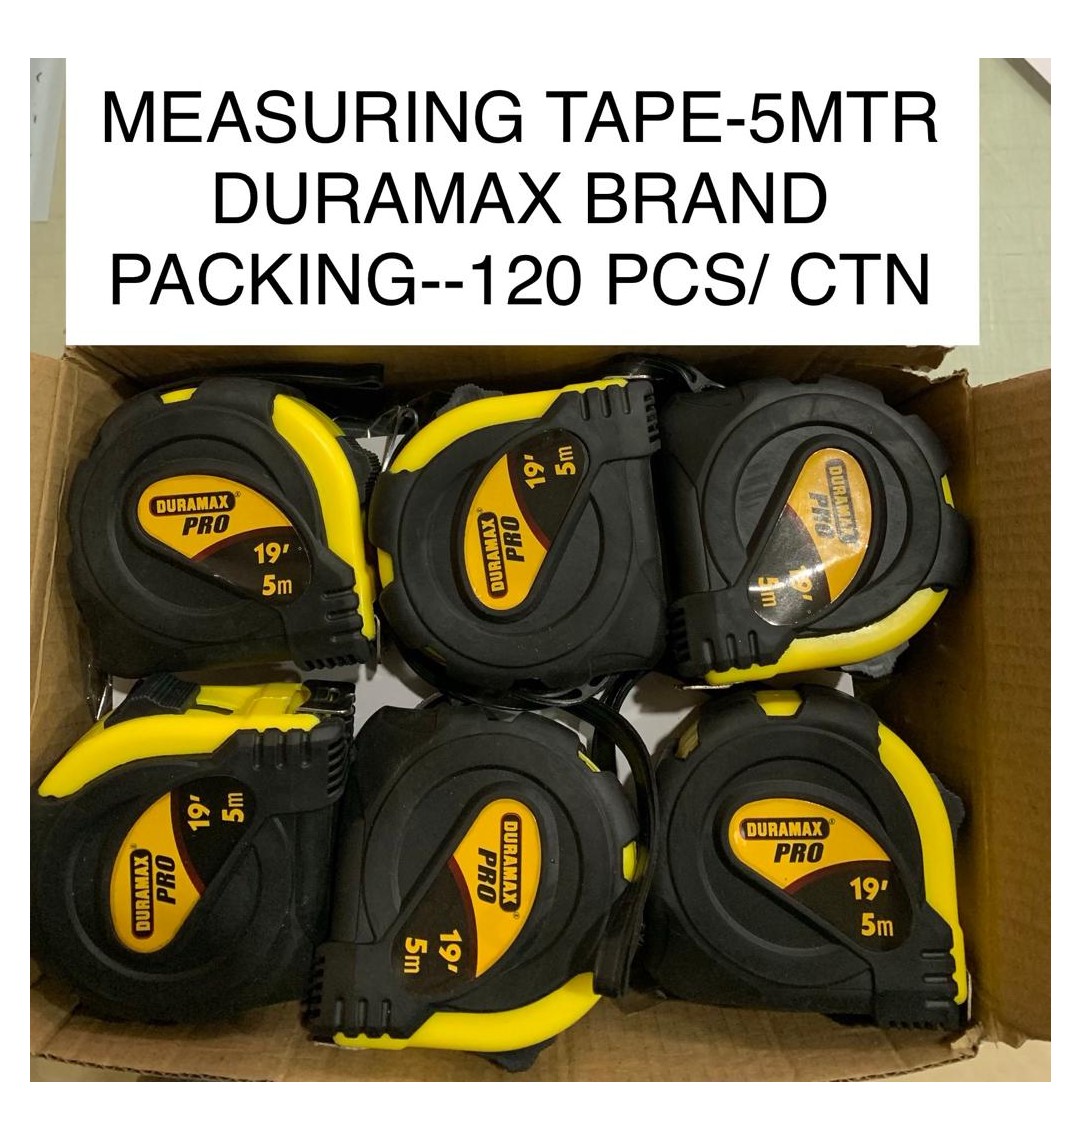 MEASURING TAPE-5MTR
DURAMAX BRAND
PACKING--120 PCS/ CTN
DURAMAX®
PRO
19'
5m
DURAMAX®
PRO
19'
5m
DURAMAX
PRO
19'
5m
DURAMAX®
PRO
19'
5m
DURAMAX®
PRO
19'
5m
DURAMAX®
PRO
19'
5m